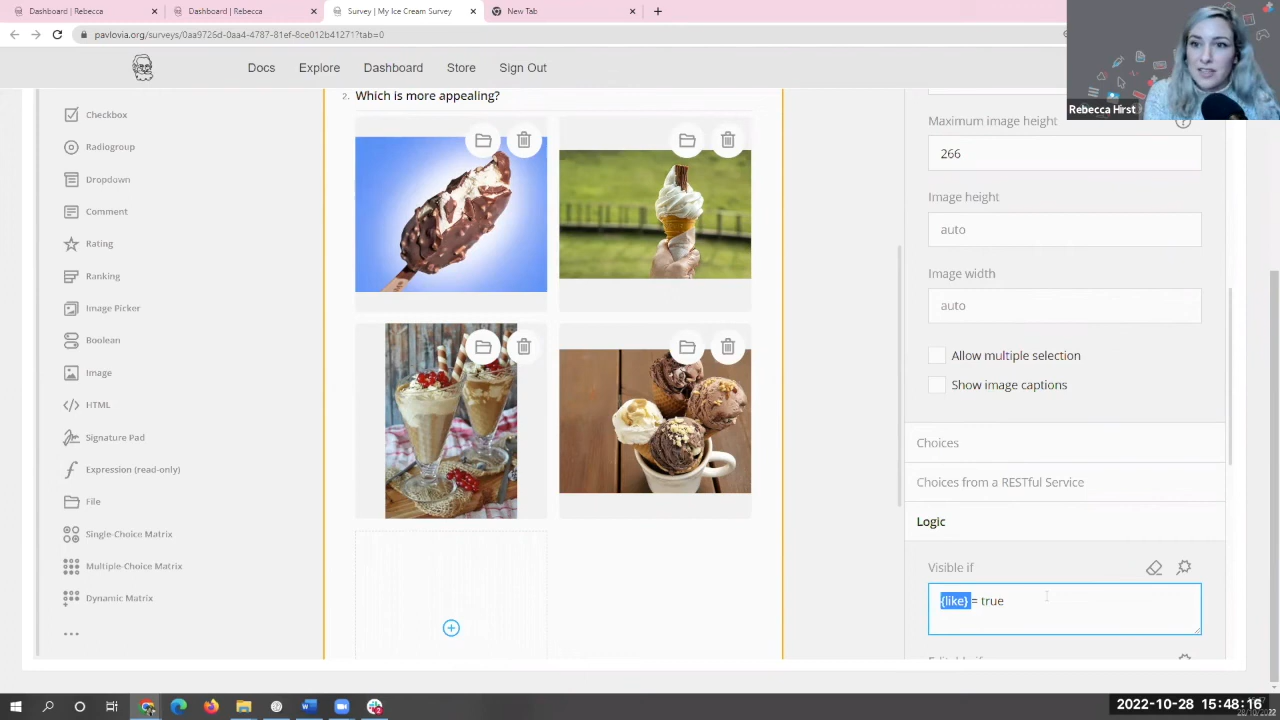 Dashboard | Rebecca
Dashboard | Rebecca
Survey | My Ice Cream Survey
New Tab
pavlovia.org/surveys/0aa9726d-0aa4-4787-81ef-8ce012b41271?tab=0
Docs
Explore
Dashboard
Store
Sign Out
Rebecca Hirst
Checkbox
Radiogroup
Dropdown
Comment
Rating
Ranking
Image Picker
Boolean
Image
HTML
Signature Pad
Expression (read-only)
File
Single-Choice Matrix
Multiple-Choice Matrix
Dynamic Matrix
2. Which is more appealing?
Maximum image height
266
Image height
auto
Image width
auto
Allow multiple selection
Show image captions
Choices
Choices from a RESTful Service
Logic
Visible if
{like} = true
2022-10-28 15:48:16